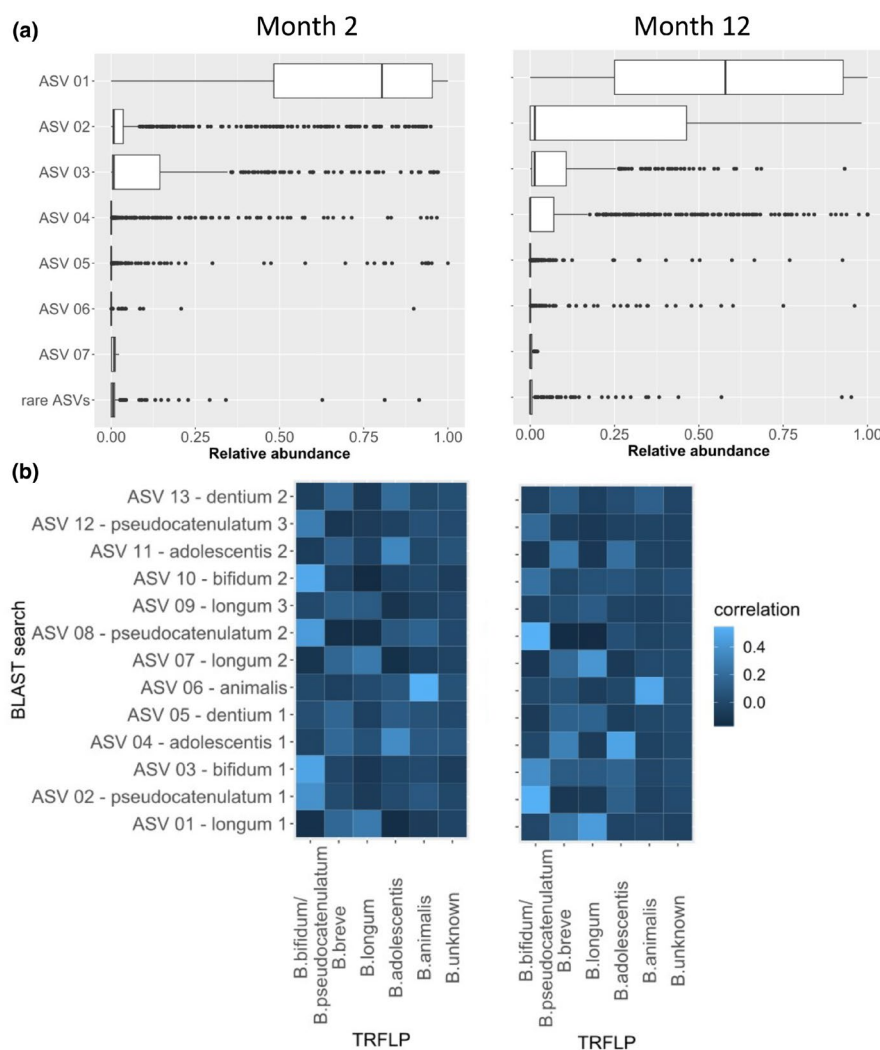 (a)
Month 2
Month 12
ASV 01
ASV 02
ASV 03
ASV 04
ASV 05
ASV 06
ASV 07
rare ASVs
0.00 0.25 0.50 0.75 1.00
Relative abundance
0.00 0.25 0.50 0.75 1.00
Relative abundance
(b)
BLAST search
ASV 13 - dentium 2
ASV 12 - pseudocatenulatum 3
ASV 11 - adolescentis 2
ASV 10 - bifidum 2
ASV 09 - longum 3
ASV 08 - pseudocatenulatum 2
ASV 07 - longum 2
ASV 06 - animalis
ASV 05 - dentium 1
ASV 04 - adolescentis 1
ASV 03 - bifidum 1
ASV 02 - pseudocatenulatum 1
ASV 01 - longum 1
correlation
0.4
0.2
0.0
B.bifidum/
B.pseudocatenulatum
B.breve
B.longum
B.adolescentis
B.animalis
B.unknown
TRFLP
B.bifidum/
B.pseudocatenulatum
B.breve
B.longum
B.adolescentis
B.animalis
B.unknown
TRFLP